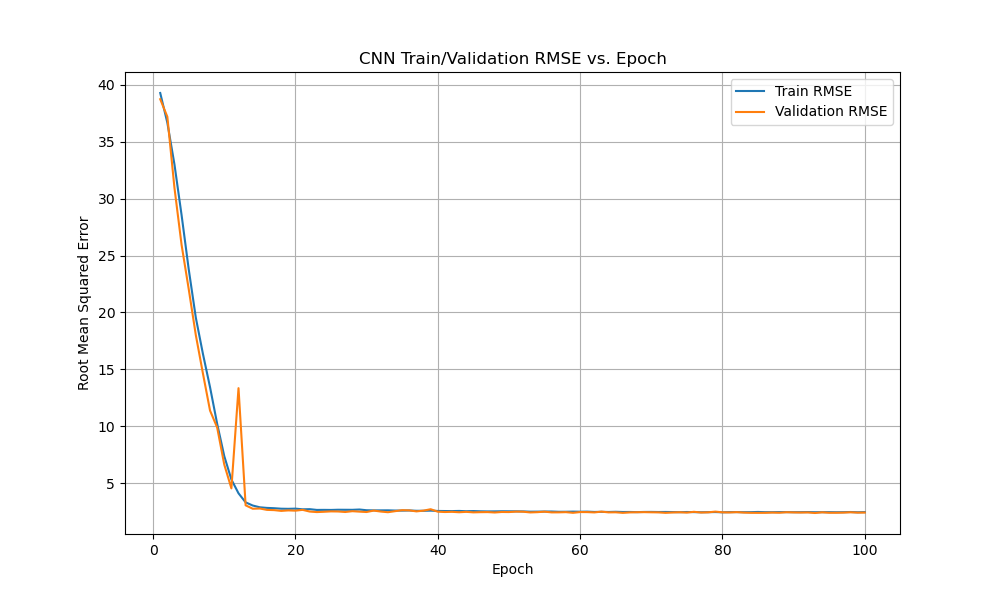 CNN Train/Validation RMSE vs. Epoch
Train RMSE
Validation RMSE
Root Mean Squared Error
40
35
30
25
20
15
10
5
0
20
40
60
80
100
Epoch